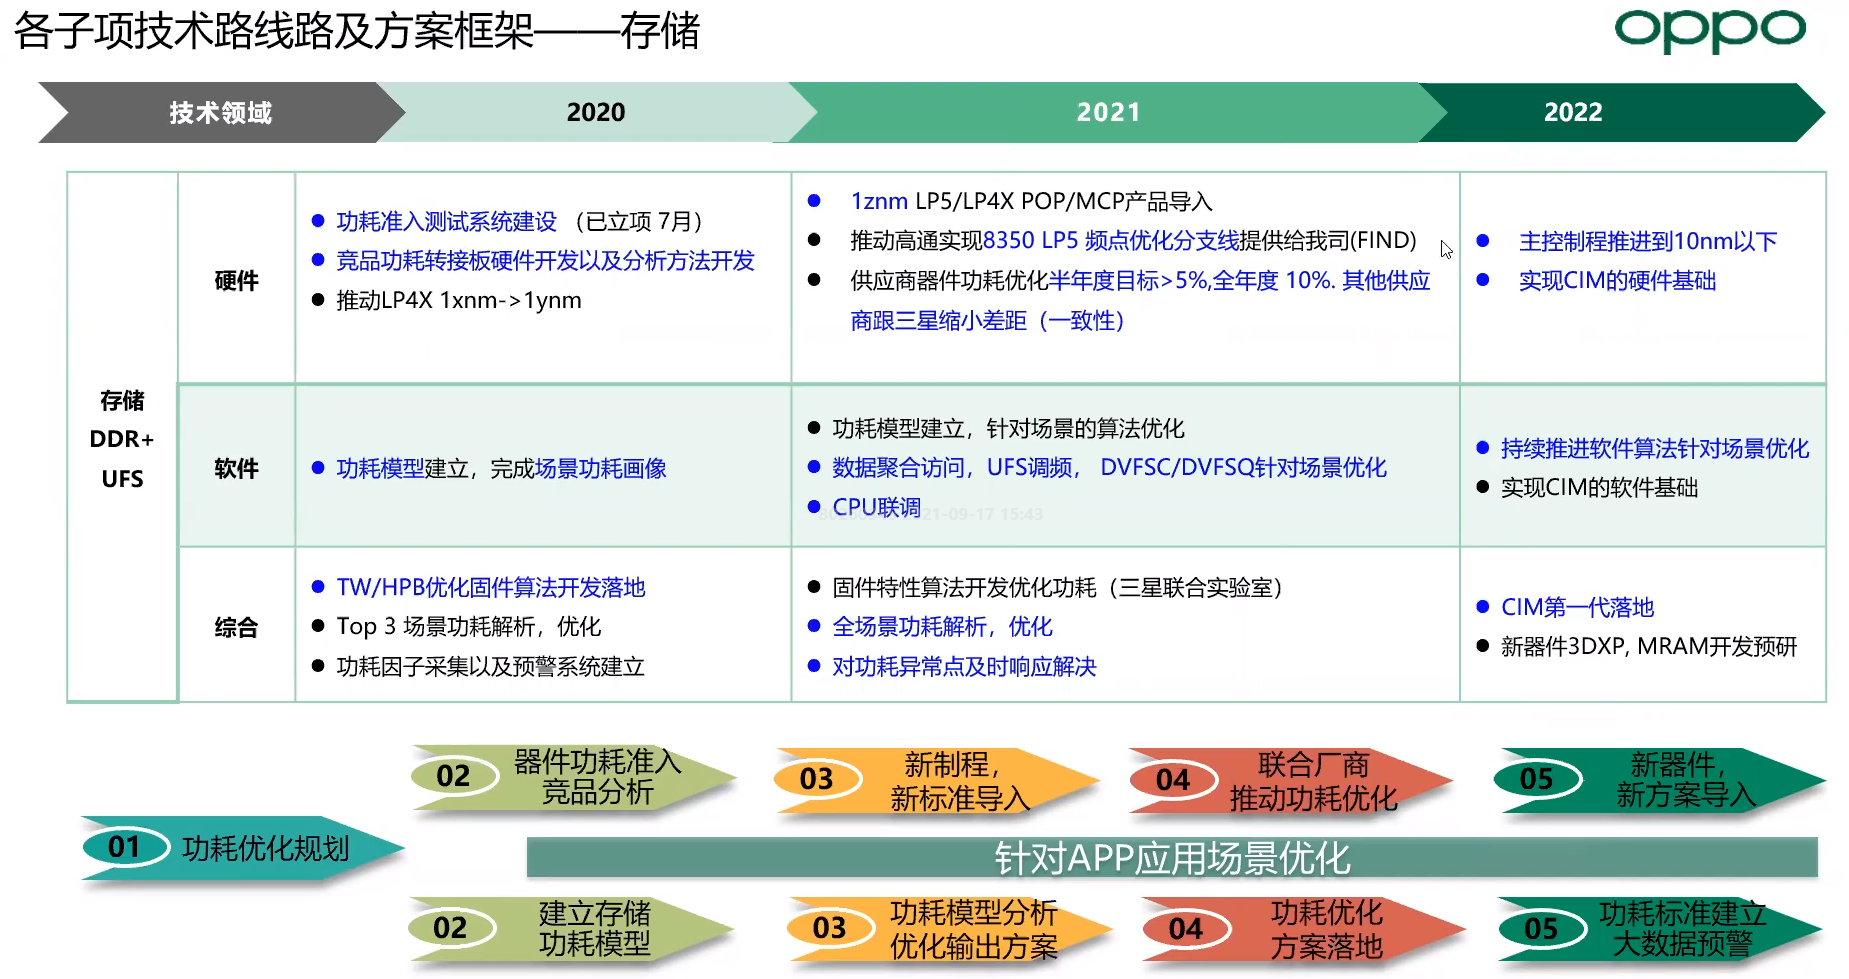 各子项技术路线路及方案框架——存储
oppo
技术领域
2020
2021
2022
存储
DDR+
UFS
硬件
● 功耗准入测试系统建设 （已立项 7月）
● 竞品功耗转接板硬件开发以及分析方法开发
● 推动LP4X 1xnm->1ynm
● 1znm LP5/LP4X POP/MCP产品导入
● 推动高通实现8350 LP5 频点优化分支线提供给我司(FIND)
● 供应商器件功耗优化半年度目标>5%,全年度 10%. 其他供应
商跟三星缩小差距（一致性）
● 主控制程推进到10nm以下
● 实现CIM的硬件基础
软件
● 功耗模型建立，完成场景功耗画像
● 功耗模型建立，针对场景的算法优化
● 数据聚合访问，UFS调频， DVFSC/DVFSQ针对场景优化
● CPU联调
2021-09-17 15:43
● 持续推进软件算法针对场景优化
● 实现CIM的软件基础
综合
● TW/HPB优化固件算法开发落地
● Top 3 场景功耗解析，优化
● 功耗因子采集以及预警系统建立
● 固件特性算法开发优化功耗（三星联合实验室）
● 全场景功耗解析，优化
● 对功耗异常点及时响应解决
● CIM第一代落地
● 新器件3DXP, MRAM开发预研
01 功耗优化规划
02 器件功耗准入
竞品分析
03 新制程，
新标准导入
04 联合厂商
推动功耗优化
05 新器件，
新方案导入
针对APP应用场景优化
02 建立存储
功耗模型
03 功耗模型分析
优化输出方案
04 功耗优化
方案落地
05 功耗标准建立
大数据预警